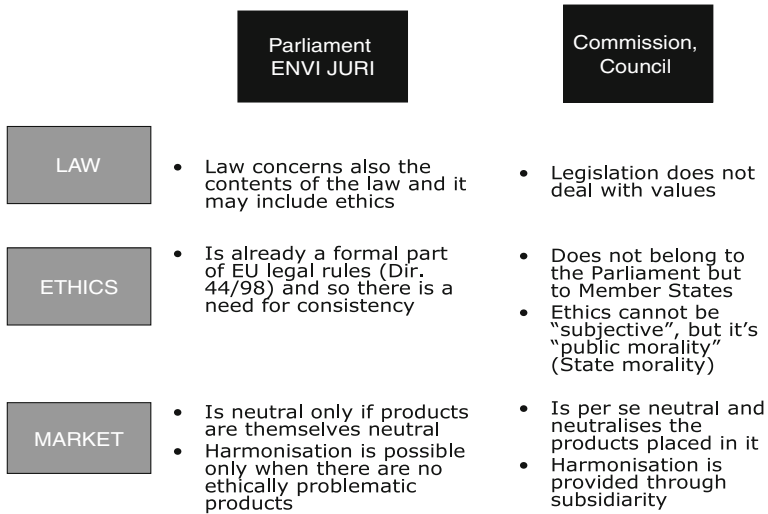 Parliament
ENVI JURI
Commission,
Council
LAW
• Law concerns also the
contents of the law and it
may include ethics
• Legislation does not
deal with values
ETHICS
• Is already a formal part
of EU legal rules (Dir.
44/98) and so there is a
need for consistency
• Does not belong to
the Parliament but
to Member States
• Ethics cannot be
“subjective”, but it’s
“public morality”
(State morality)
MARKET
• Is neutral only if products
are themselves neutral
• Harmonisation is possible
only when there are no
ethically problematic
products
• Is per se neutral and
neutralises the
products placed in it
• Harmonisation is
provided through
subsidiarity